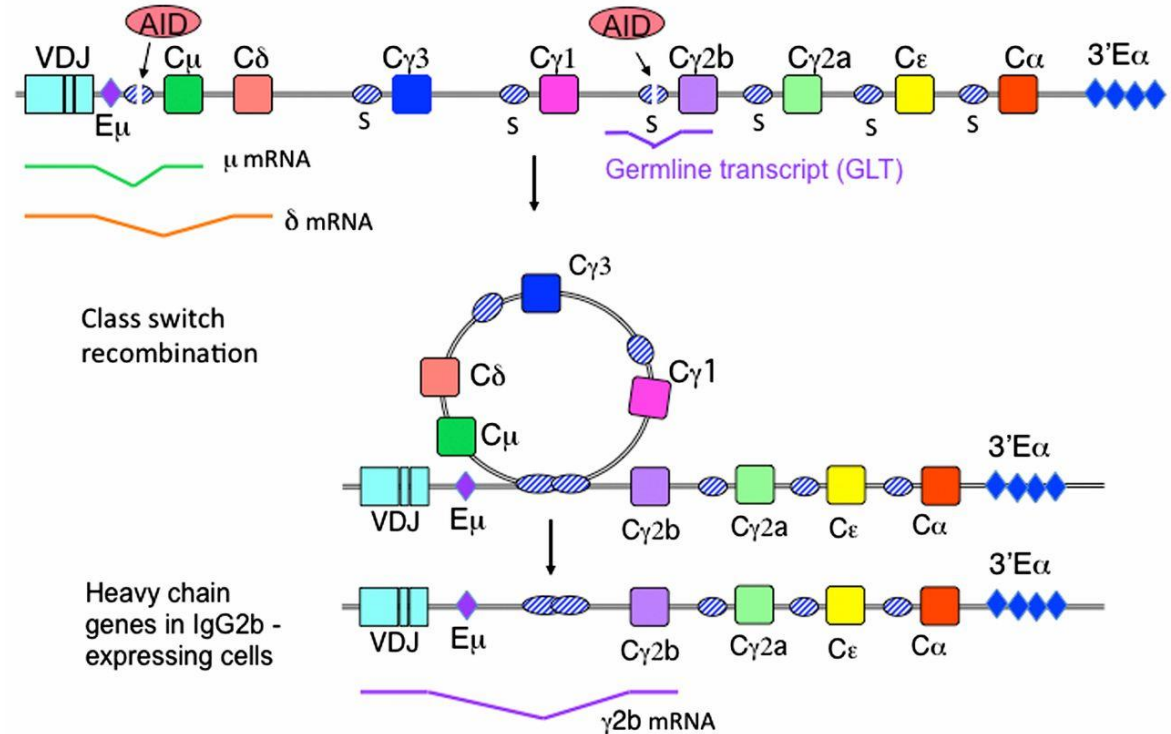 AID
AID
VDJ
Cμ
Cδ
Cγ3
Cγ1
Cγ2b
Cγ2a
Cε
Cα
3'Eα
Eμ
S
S
S
S
S
S
μ mRNA
Germline transcript (GLT)
δ mRNA
Class switch
recombination
Cγ3
Cδ
Cγ1
Cμ
3'Eα
VDJ
Eμ
Cγ2b
Cγ2a
Cε
Cα
Heavy chain
genes in IgG2b -
expressing cells
3'Eα
VDJ
Eμ
Cγ2b
Cγ2a
Cε
Cα
γ2b mRNA